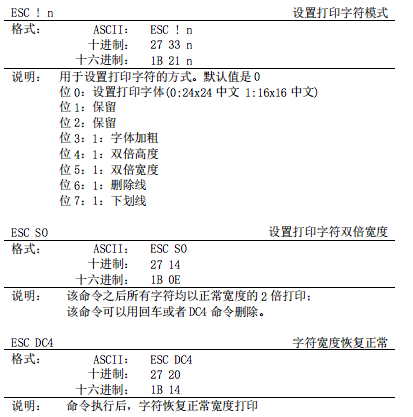 ESC ! n 设置打印字符模式
格式: ASCII: ESC ! n
十进制: 27 33 n
十六进制: 1B 21 n
说明: 用于设置打印字符的方式。默认值是 0
位 0: 设置打印字体(0:24x24 中文 1:16x16 中文)
位 1: 保留
位 2: 保留
位 3: 1: 字体加粗
位 4: 1: 双倍高度
位 5: 1: 双倍宽度
位 6: 1: 删除线
位 7: 1: 下划线
ESC SO 设置打印字符双倍宽度
格式: ASCII: ESC SO
十进制: 27 14
十六进制: 1B 0E
说明: 该命令之后所有字符均以正常宽度的 2 倍打印;
该命令可以用回车或者 DC4 命令删除。
ESC DC4 字符宽度恢复正常
格式: ASCII: ESC DC4
十进制: 27 20
十六进制: 1B 14
说明: 命令执行后, 字符恢复正常宽度打印